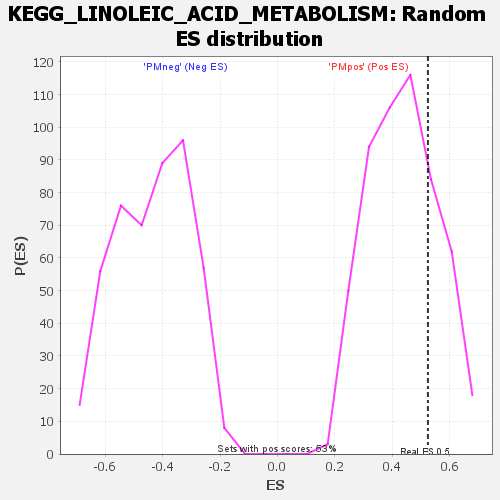 KEGG_LINOLEIC_ACID_METABOLISM: Random
ES distribution
'PMneg' (Neg ES)
'PMpos' (Pos ES)
120
110
100
90
80
70
60
50
40
30
20
10
0
P(ES)
Sets with pos scores: 53%
Real ES 0.5
-0.6
-0.4
-0.2
0.0
0.2
0.4
0.6
ES